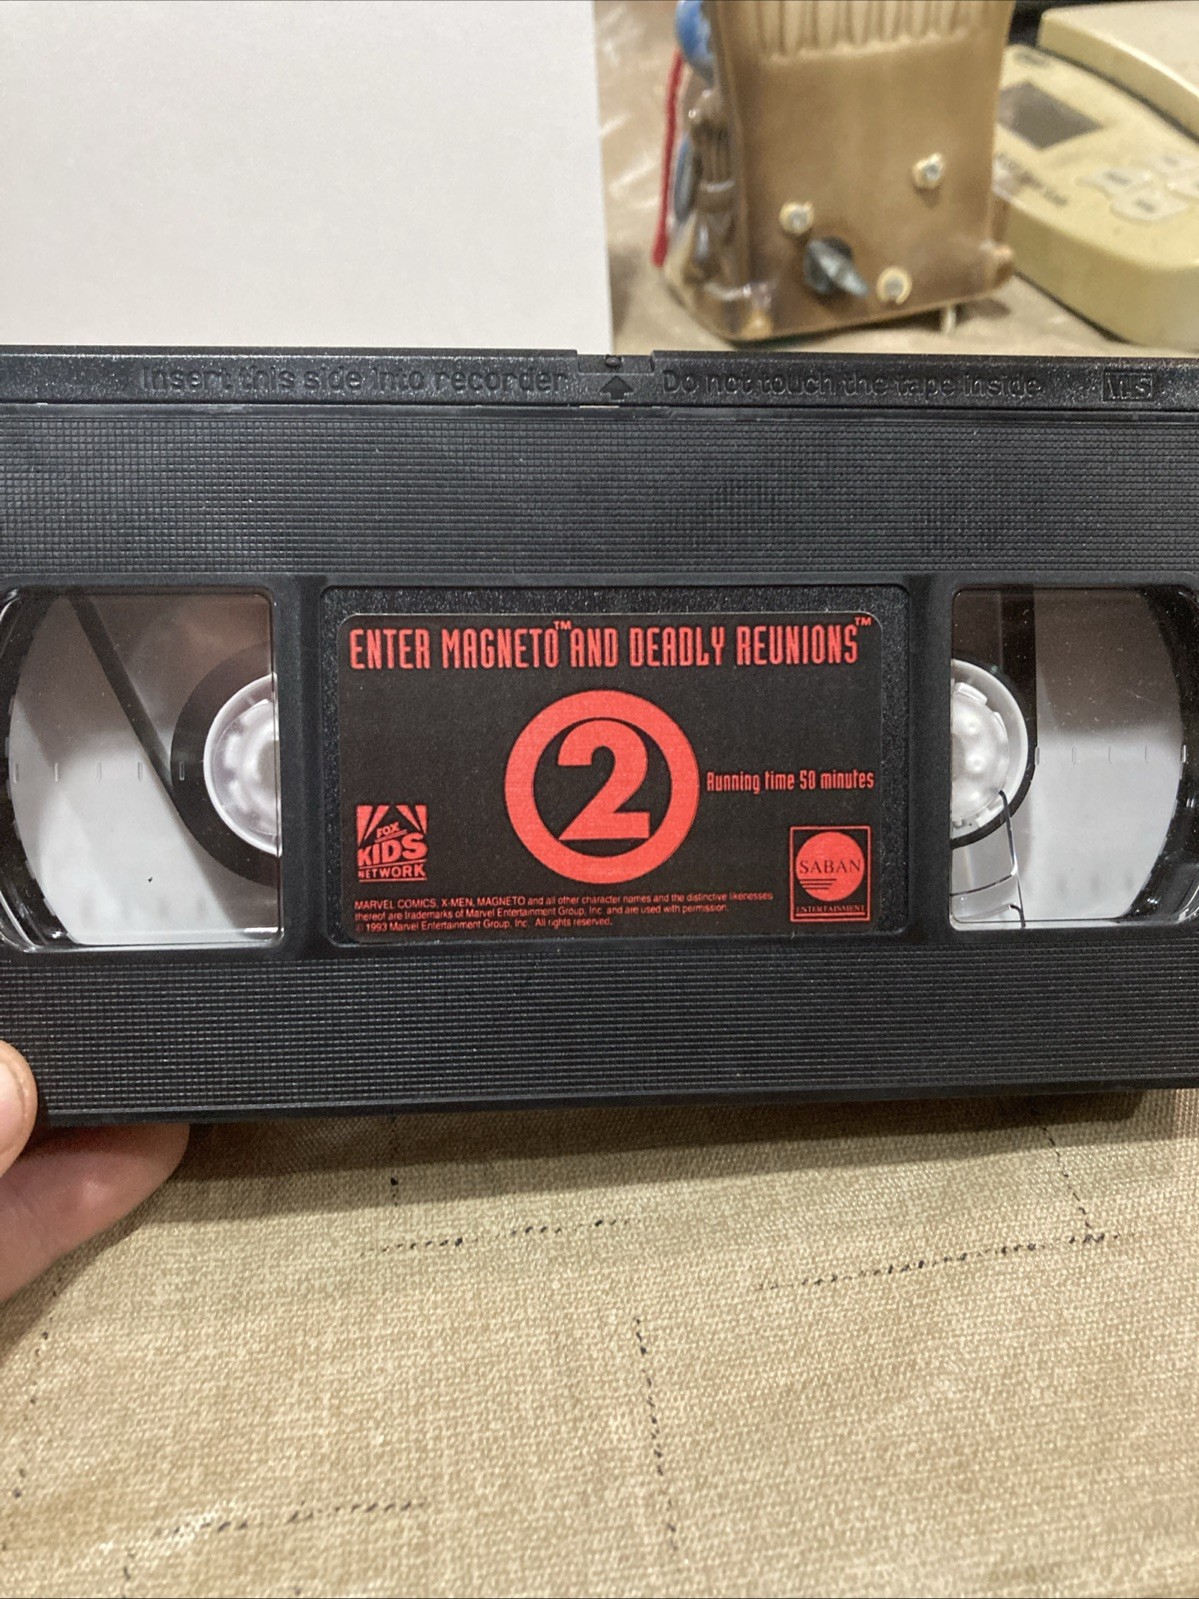 Insert this side into recorder
Do not touch the tape inside
VHS
ENTER MAGNETO™ AND DEADLY REUNIONS™
2
Running time 50 minutes
FOX
KIDS
NETWORK
SABAN
ENTERTAINMENT
MARVEL COMICS, X-MEN, MAGNETO and all other character names and the distinctive likenesses
thereof are trademarks of Marvel Entertainment Group, Inc. and are used with permission.
© 1993 Marvel Entertainment Group, Inc. All rights reserved.